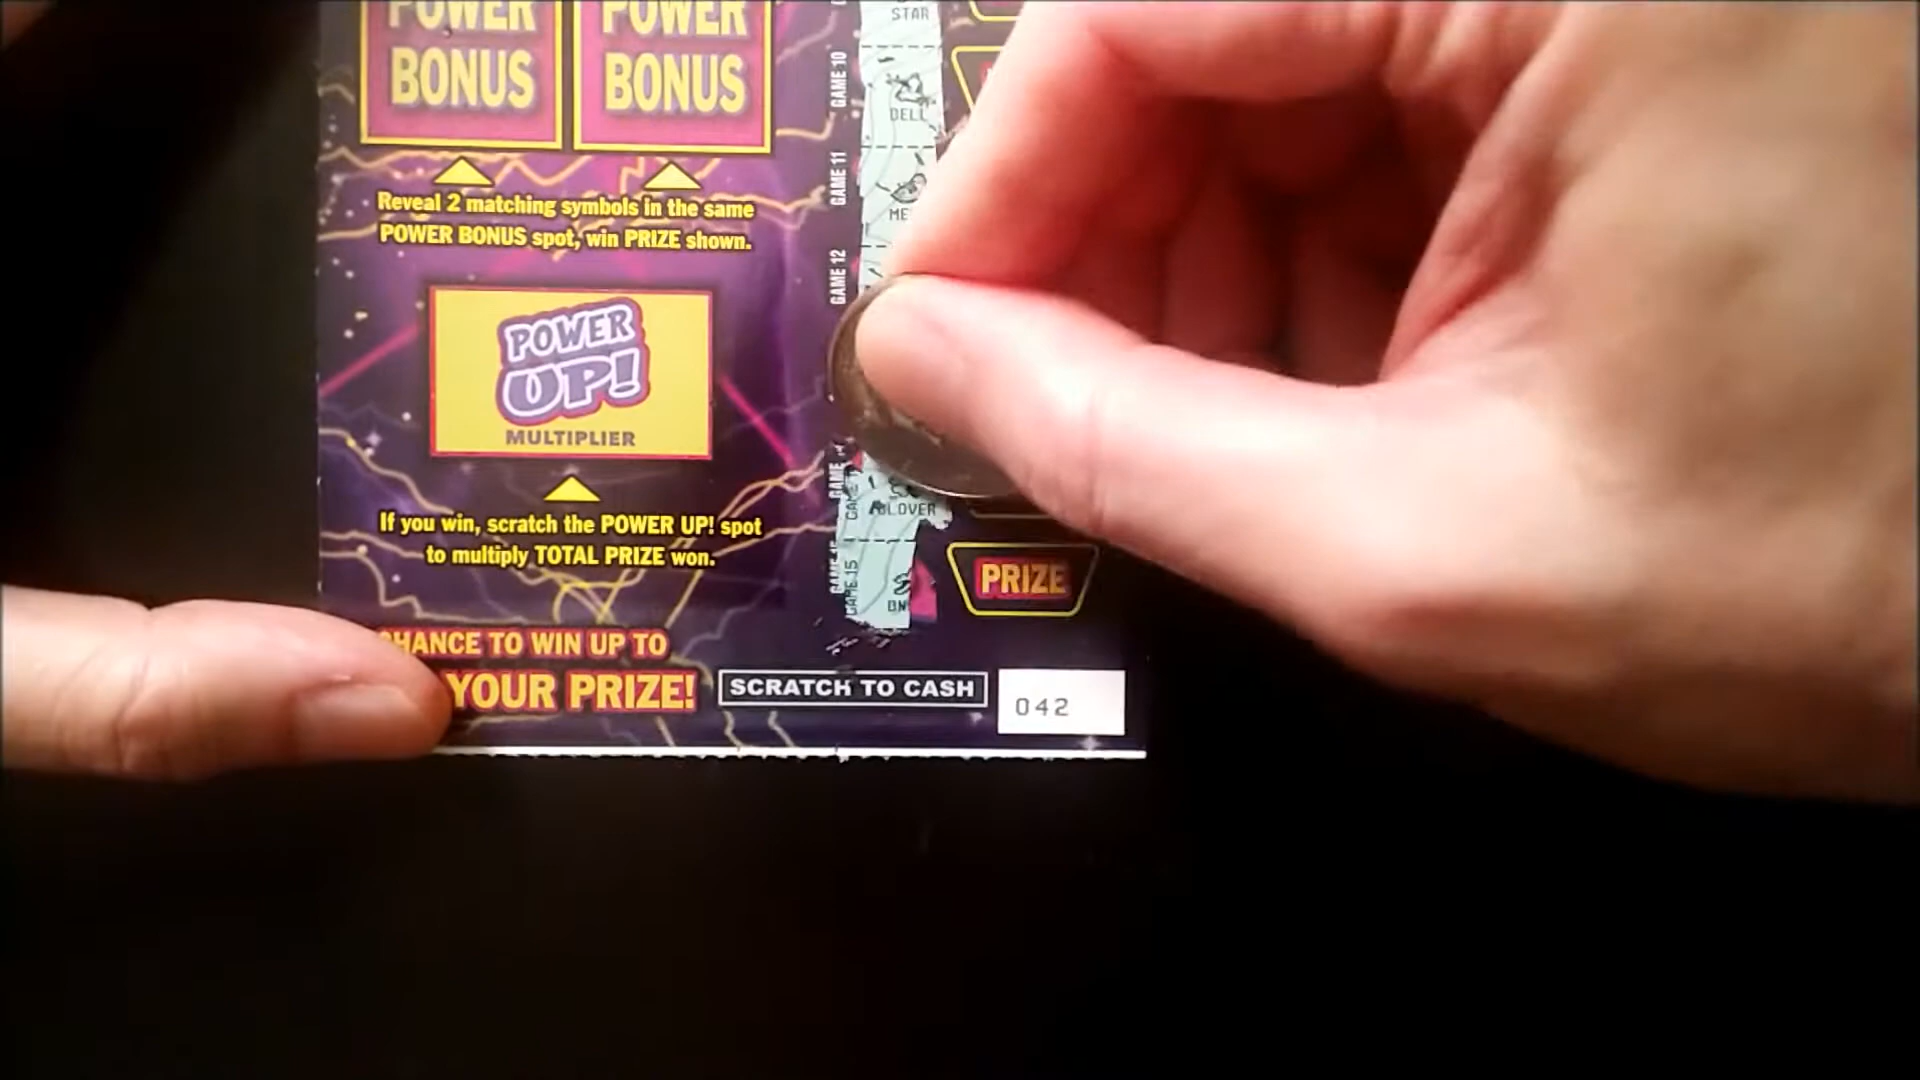 POWER
BONUS
POWER
BONUS
Reveal 2 matching symbols in the same
POWER BONUS spot, win PRIZE shown.
POWER
UP!
MULTIPLIER
If you win, scratch the POWER UP! spot
to multiply TOTAL PRIZE won.
CHANCE TO WIN UP TO
YOUR PRIZE!
SCRATCH TO CASH
042
STAR
GAME 10
BELL
GAME 11
GAME 12
GAME
CLOVER
GAME 15
PRIZE